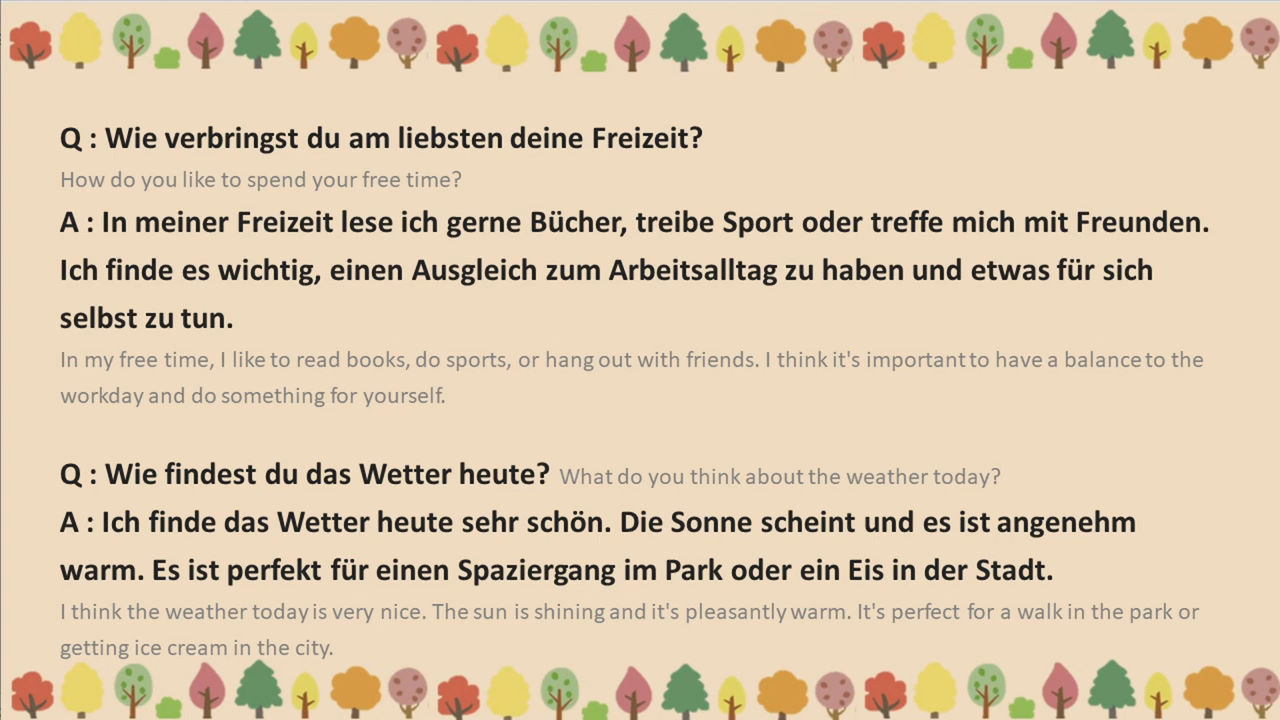 Q : Wie verbringst du am liebsten deine Freizeit?
How do you like to spend your free time?
A : In meiner Freizeit lese ich gerne Bücher, treibe Sport oder treffe mich mit Freunden.
Ich finde es wichtig, einen Ausgleich zum Arbeitsalltag zu haben und etwas für sich
selbst zu tun.
In my free time, I like to read books, do sports, or hang out with friends. I think it's important to have a balance to the
workday and do something for yourself.
Q : Wie findest du das Wetter heute? What do you think about the weather today?
A : Ich finde das Wetter heute sehr schön. Die Sonne scheint und es ist angenehm
warm. Es ist perfekt für einen Spaziergang im Park oder ein Eis in der Stadt.
I think the weather today is very nice. The sun is shining and it's pleasantly warm. It's perfect for a walk in the park or
getting ice cream in the city.